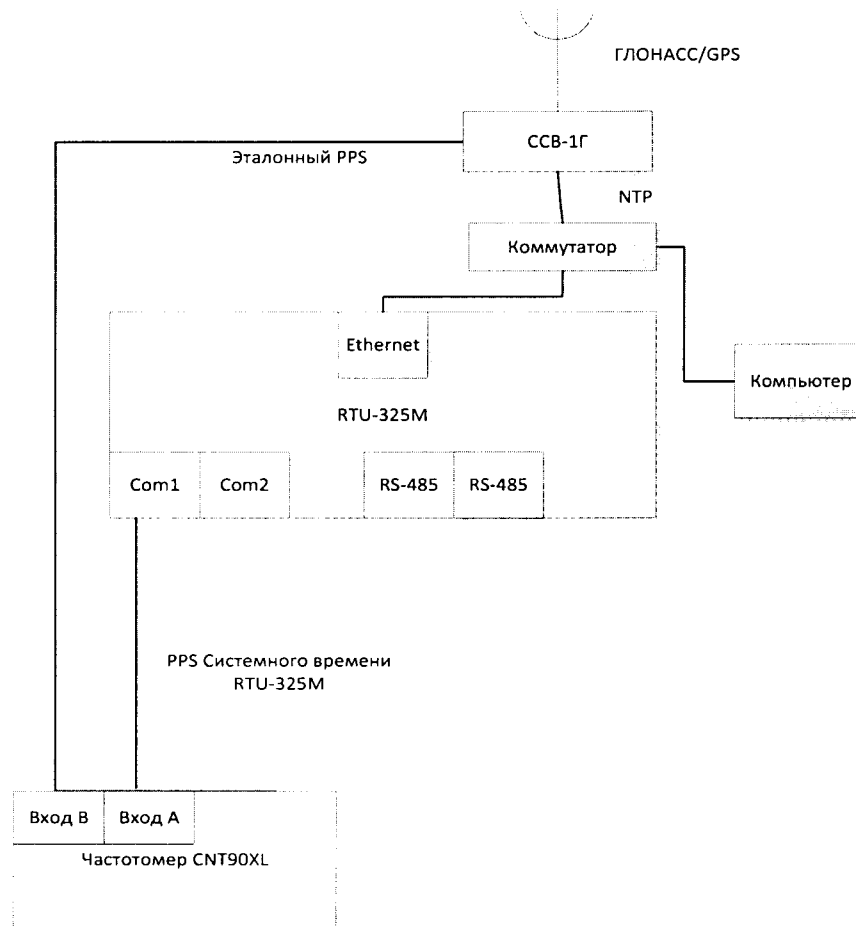 ГЛОНАСС/GPS
ССВ-1Г
Эталонный PPS
NTP
Коммутатор
Ethernet
Компьютер
RTU-325M
Com1
Com2
RS-485
RS-485
PPS Системного времени
RTU-325M
Вход B
Вход A
Частотомер CNT90XL